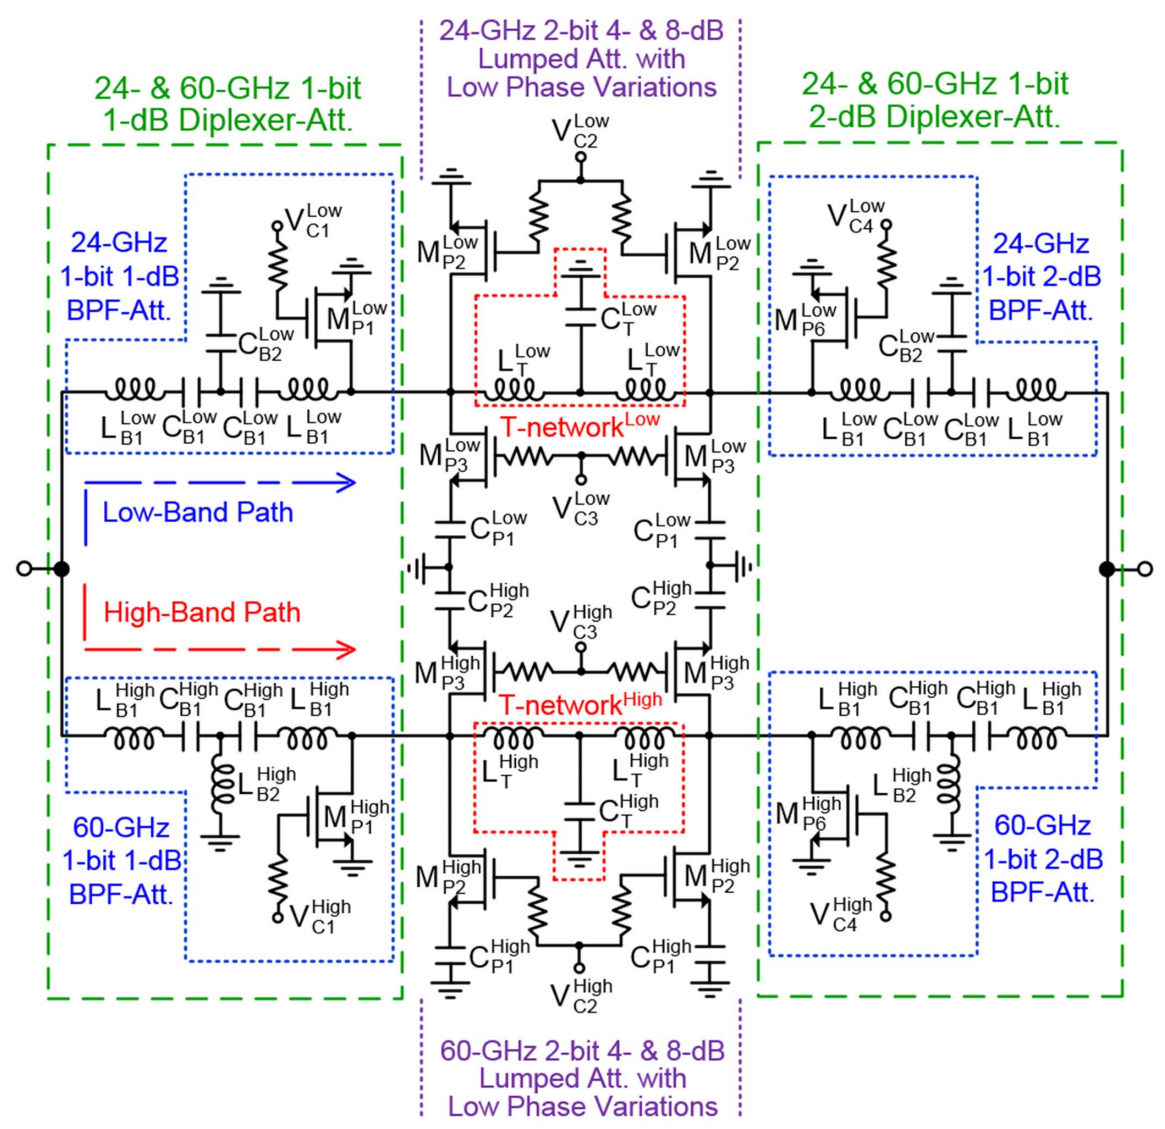 24-GHz 2-bit 4- & 8-dB
Lumped Att. with
Low Phase Variations
24- & 60-GHz 1-bit
1-dB Diplexer-Att.
24- & 60-GHz 1-bit
2-dB Diplexer-Att.
V_C2^Low
24-GHz
1-bit 1-dB
BPF-Att.
V_C1^Low
M_P1^Low
C_B2^Low
L_B1^Low C_B1^Low C_B1^Low L_B1^Low
M_P2^Low
M_P2^Low
C_T^Low
L_T^Low L_T^Low
T-network^Low
V_C4^Low
M_P6^Low
C_B2^Low
24-GHz
1-bit 2-dB
BPF-Att.
L_B1^Low C_B1^Low C_B1^Low L_B1^Low
M_P3^Low
M_P3^Low
V_C3^Low
C_P1^Low
C_P1^Low
Low-Band Path
High-Band Path
C_P2^High
C_P2^High
V_C3^High
M_P3^High
M_P3^High
T-network^High
L_B1^High C_B1^High C_B1^High L_B1^High
L_B2^High
M_P1^High
V_C1^High
60-GHz
1-bit 1-dB
BPF-Att.
L_T^High L_T^High
C_T^High
M_P2^High
M_P2^High
C_P1^High
C_P1^High
V_C2^High
L_B1^High C_B1^High C_B1^High L_B1^High
L_B2^High
M_P6^High
V_C4^High
60-GHz
1-bit 2-dB
BPF-Att.
60-GHz 2-bit 4- & 8-dB
Lumped Att. with
Low Phase Variations